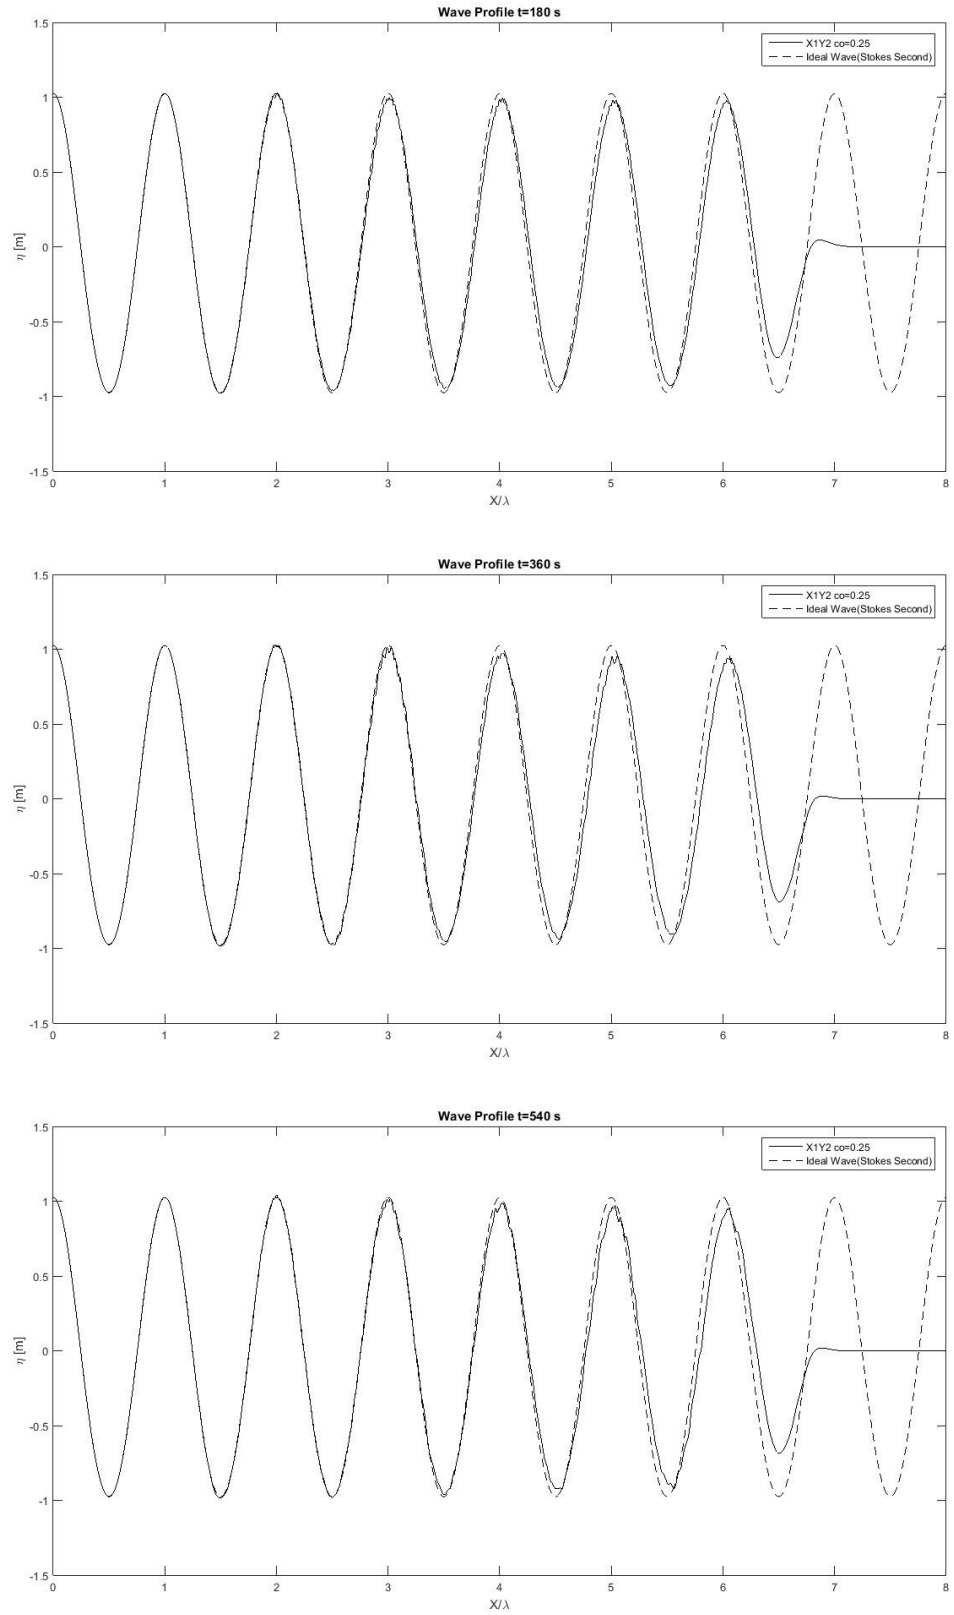 Wave Profile t=180 s
X1Y2 co=0.25
Ideal Wave(Stokes Second)
1.5
1
0.5
0
-0.5
-1
-1.5
η [m]
0 1 2 3 4 5 6 7 8
X/λ
Wave Profile t=360 s
X1Y2 co=0.25
Ideal Wave(Stokes Second)
1.5
1
0.5
0
-0.5
-1
-1.5
η [m]
0 1 2 3 4 5 6 7 8
X/λ
Wave Profile t=540 s
X1Y2 co=0.25
Ideal Wave(Stokes Second)
1.5
1
0.5
0
-0.5
-1
-1.5
η [m]
0 1 2 3 4 5 6 7 8
X/λ